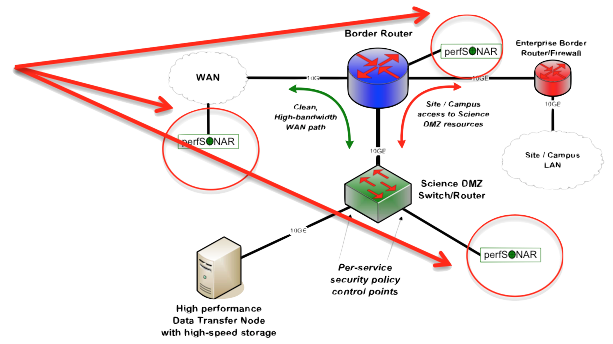 Border Router
perfSONAR
Enterprise Border
Router/Firewall
WAN
10G
10GE
Clean,
High-bandwidth
WAN path
Site / Campus
access to Science
DMZ resources
perfSONAR
10GE
Site / Campus
LAN
Science DMZ
Switch/Router
10GE
perfSONAR
Per-service
security policy
control points
High performance
Data Transfer Node
with high-speed storage